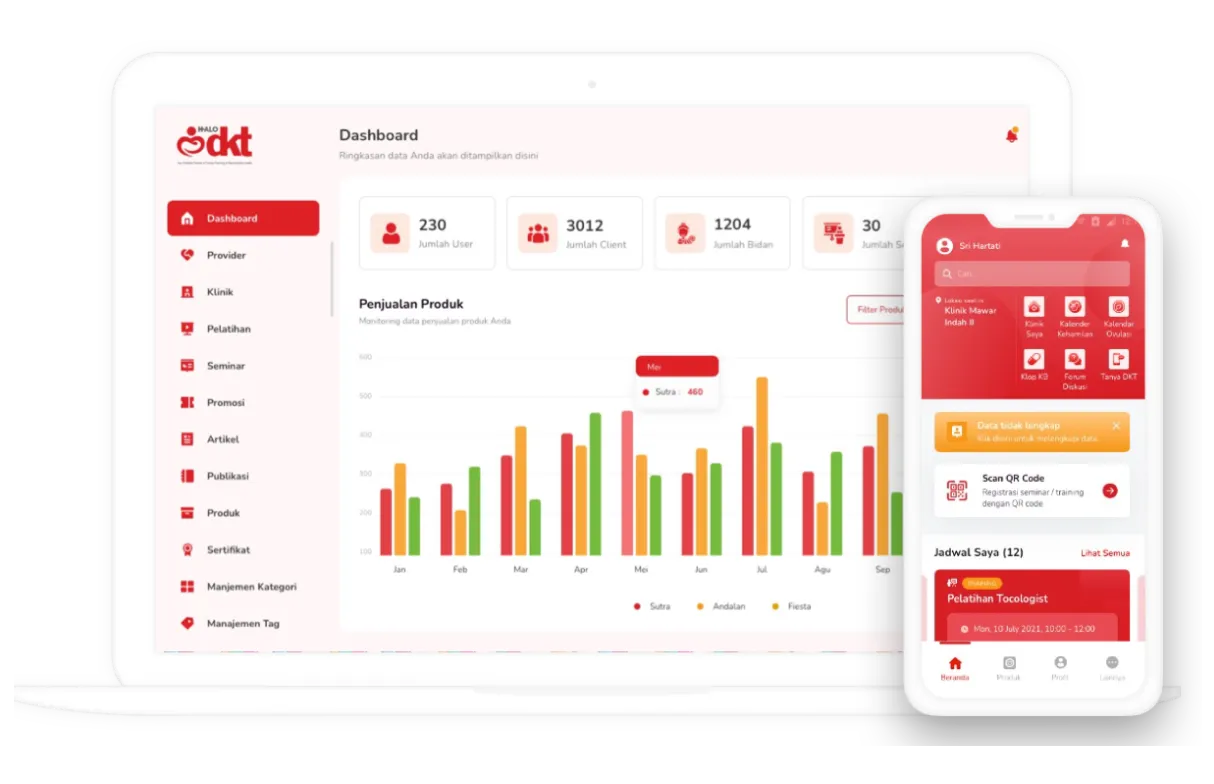 HALO
dkt
Dashboard
Ringkasan data Anda akan ditampilkan disini
Dashboard
Provider
Klinik
Pelatihan
Seminar
Promosi
Artikel
Publikasi
Produk
Sertifikat
Manjemen Kategori
Manajemen Tag
230
Jumlah User
3012
Jumlah Client
1204
Jumlah Bidan
30
Jumlah
Penjualan Produk
Monitoring data penjualan produk Anda
Filter Produk
600
500
400
300
200
100
Mei
Sutra : 460
Jan Feb Mar Apr Mei Jun Jul Agu Sep
Sutra Andalan Fiesta
Sri Hartati
Cari..
Lokasi saat ini
Klinik Mawar
Indah II
Klinik
Saya
Kalender
Kehamilan
Kalendar
Ovulasi
Klop KB
Forum
Diskusi
Tanya DKT
Data tidak lengkap
Klik disini untuk melengkapi data.
Scan QR Code
Registrasi seminar / training
dengan QR code.
Jadwal Saya (12)
Lihat Semua
TRAINING
Pelatihan Tocologist
Mon, 10 July 2021, 10:00 - 12:00
Beranda Produk Profil Lainnya